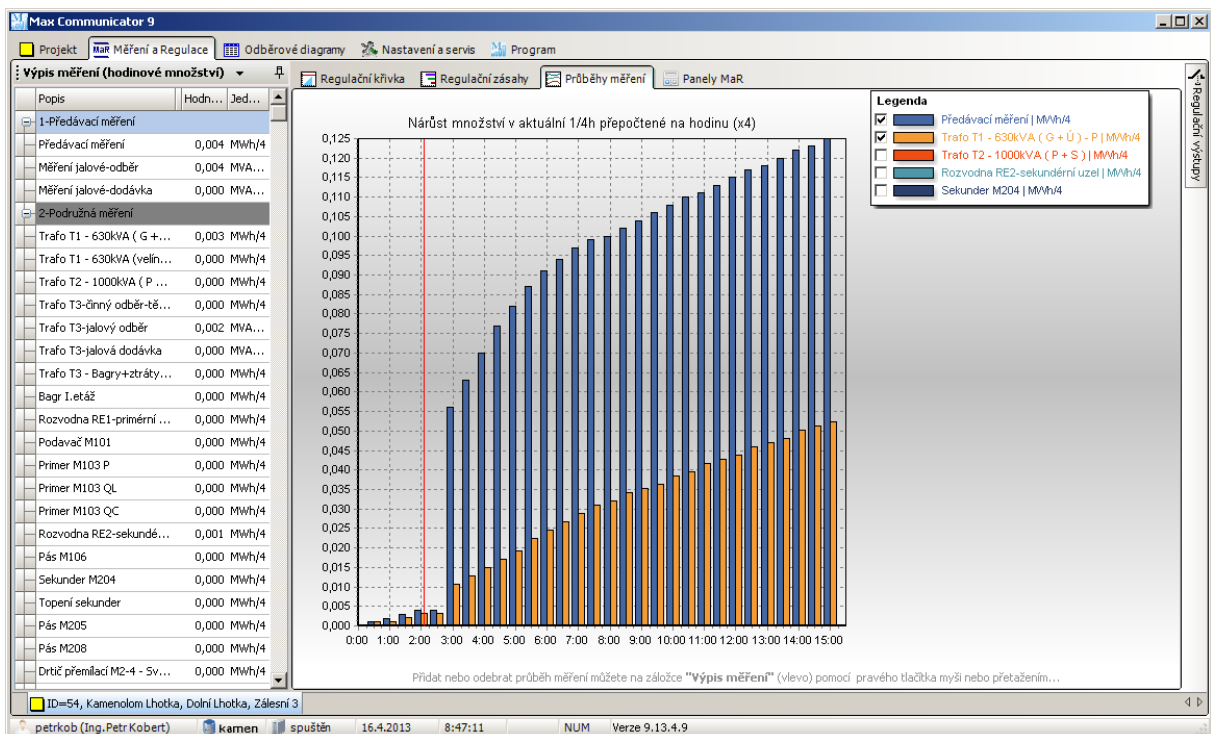 Max Communicator 9
Projekt MaR Měření a Regulace Odběrové diagramy Nastavení a servis Program
Výpis měření (hodinové množství)
Popis Hodn... Jed...
1-Předávací měření
Předávací měření 0,004 MWh/4
Měření jalové-odběr 0,004 MVA...
Měření jalové-dodávka 0,000 MVA...
2-Podružná měření
Trafo T1 - 630kVA ( G +... 0,003 MWh/4
Trafo T1 - 630kVA (velín... 0,000 MWh/4
Trafo T2 - 1000kVA ( P ... 0,000 MWh/4
Trafo T3-činný odběr-tě... 0,000 MWh/4
Trafo T3-jalový odběr 0,002 MVA...
Trafo T3-jalová dodávka 0,000 MVA...
Trafo T3 - Bagry+ztráty... 0,000 MWh/4
Bagr I.etáž 0,000 MWh/4
Rozvodna RE1-primérní ... 0,000 MWh/4
Podavač M101 0,000 MWh/4
Primer M103 P 0,000 MWh/4
Primer M103 QL 0,000 MWh/4
Primer M103 QC 0,000 MWh/4
Rozvodna RE2-sekundé... 0,001 MWh/4
Pás M106 0,000 MWh/4
Sekunder M204 0,000 MWh/4
Topení sekunder 0,000 MWh/4
Pás M205 0,000 MWh/4
Pás M208 0,000 MWh/4
Drtič přemílací M2-4 - Sv... 0,000 MWh/4
Regulační křivka Regulační zásahy Průběhy měření Panely MaR
Nárůst množství v aktuální 1/4h přepočtené na hodinu (x4)
0,125
0,120
0,115
0,110
0,105
0,100
0,095
0,090
0,085
0,080
0,075
0,070
0,065
0,060
0,055
0,050
0,045
0,040
0,035
0,030
0,025
0,020
0,015
0,010
0,005
0,000
0:00 1:00 2:00 3:00 4:00 5:00 6:00 7:00 8:00 9:00 10:00 11:00 12:00 13:00 14:00 15:00
Legenda
Předávací měření | MWh/4
Trafo T1 - 630kVA ( G + Ú ) - P | MWh/4
Trafo T2 - 1000kVA ( P + S ) | MWh/4
Rozvodna RE2-sekundérní uzel | MWh/4
Sekunder M204 | MWh/4
Regulační výstupy
Přidat nebo odebrat průběh měření můžete na záložce "Výpis měření" (vlevo) pomocí pravého tlačítka myši nebo přetažením...
ID=54, Kamenolom Lhotka, Dolní Lhotka, Zálesní 3
petrkob (Ing.Petr Kobert) kamen spuštěn 16.4.2013 8:47:11 NUM Verze 9.13.4.9